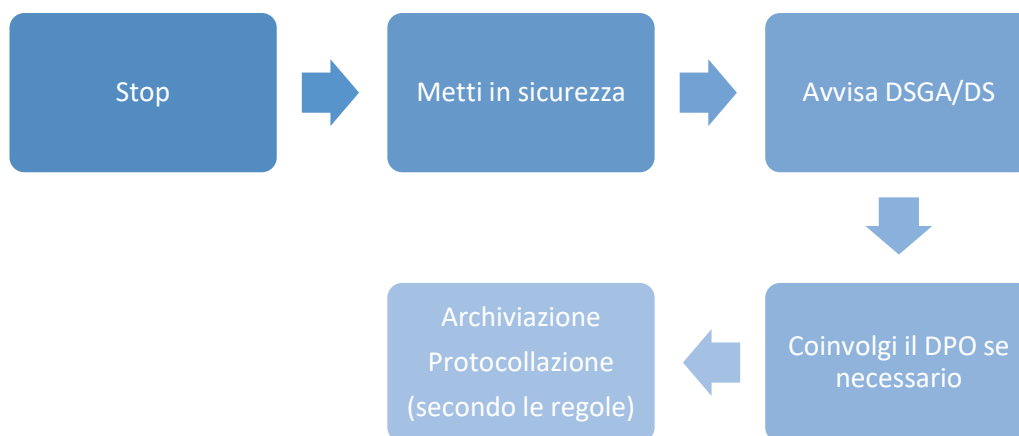 Stop
Metti in sicurezza
Avvisa DSGA/DS
Coinvolgi il DPO se
necessario
Archiviazione
Protocollazione
(secondo le regole)